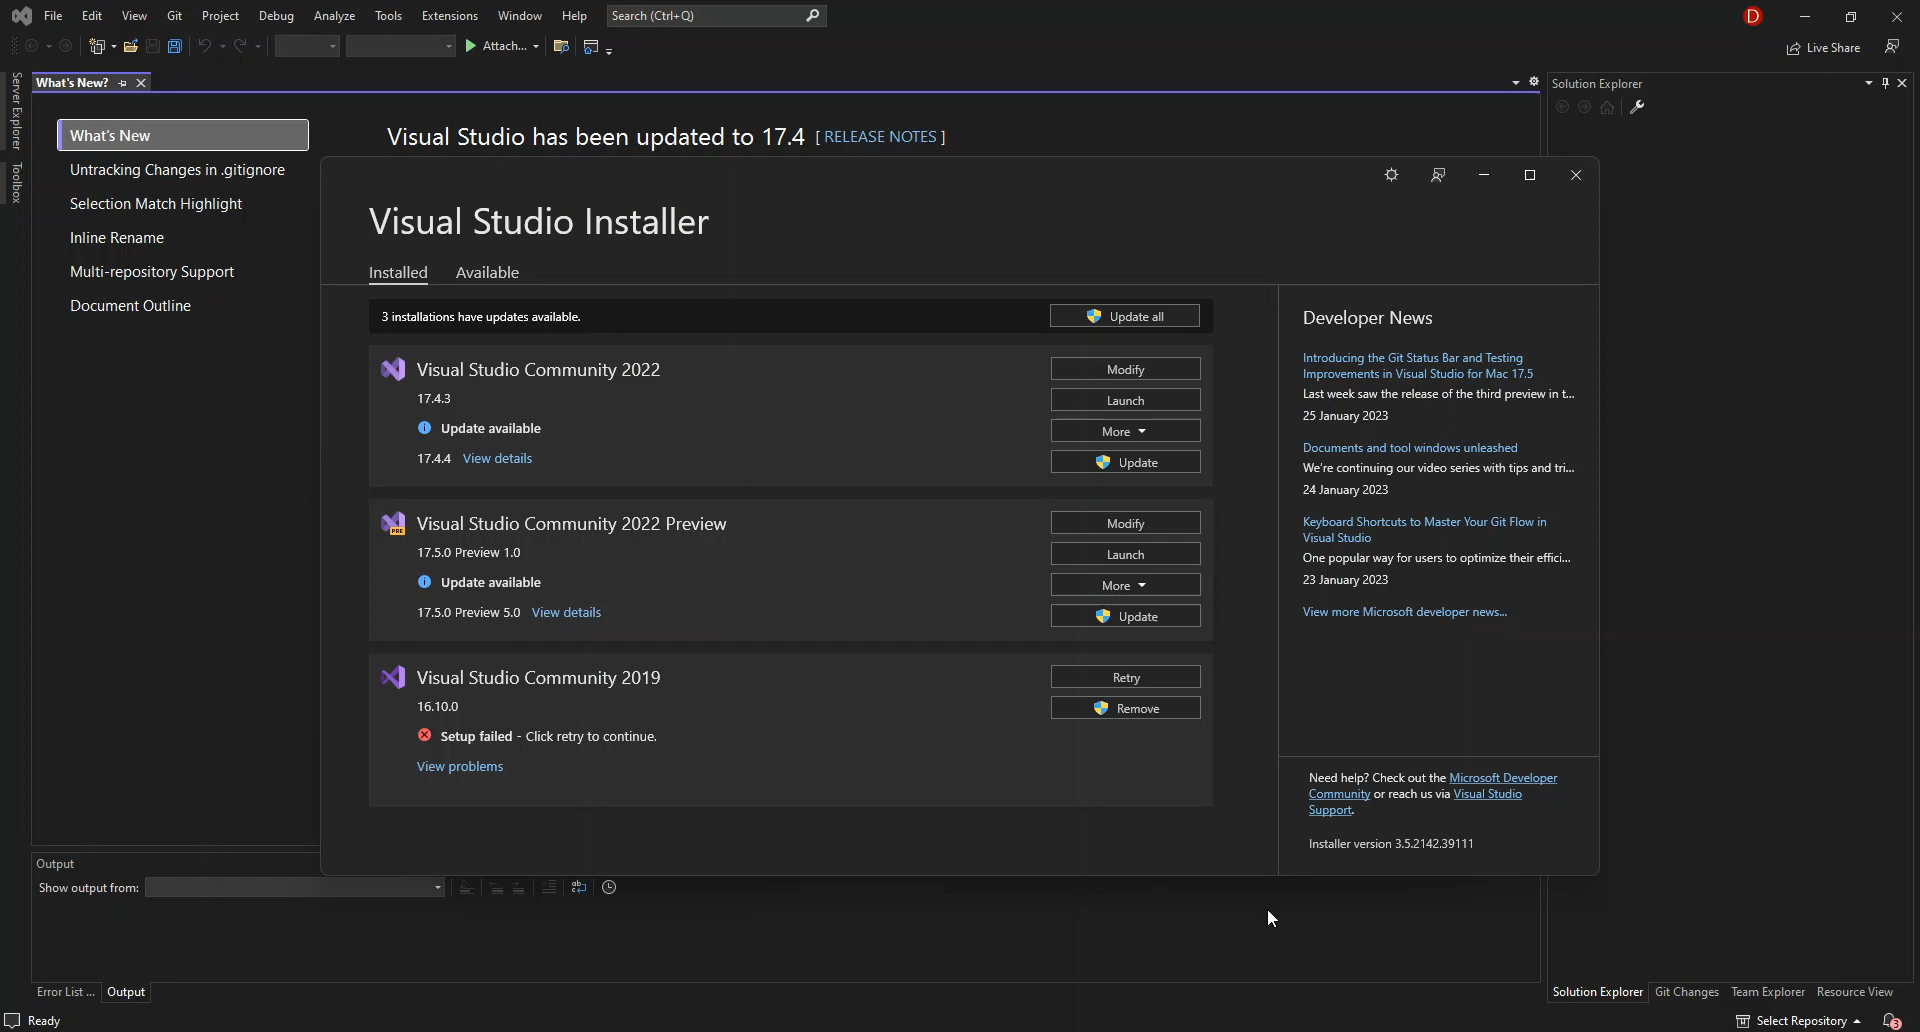 File Edit View Git Project Debug Analyze Tools Extensions Window Help Search (Ctrl+Q) D
Attach...
Live Share
Server Explorer
Toolbox
What's New?
Solution Explorer
What's New
Untracking Changes in .gitignore
Selection Match Highlight
Inline Rename
Multi-repository Support
Document Outline
Visual Studio has been updated to 17.4 [ RELEASE NOTES ]
Visual Studio Installer
Installed Available
3 installations have updates available.
Update all
Visual Studio Community 2022
17.4.3
Update available
17.4.4 View details
Modify
Launch
More
Update
Visual Studio Community 2022 Preview
17.5.0 Preview 1.0
Update available
17.5.0 Preview 5.0 View details
Modify
Launch
More
Update
Visual Studio Community 2019
16.10.0
Setup failed - Click retry to continue.
View problems
Retry
Remove
Developer News
Introducing the Git Status Bar and Testing
Improvements in Visual Studio for Mac 17.5
Last week saw the release of the third preview in t...
25 January 2023
Documents and tool windows unleashed
We're continuing our video series with tips and tri...
24 January 2023
Keyboard Shortcuts to Master Your Git Flow in
Visual Studio
One popular way for users to optimize their effici...
23 January 2023
View more Microsoft developer news...
Need help? Check out the Microsoft Developer
Community or reach us via Visual Studio
Support.
Installer version 3.5.2142.39111
Output
Show output from:
Error List ... Output
Solution Explorer Git Changes Team Explorer Resource View
Ready
Select Repository 3